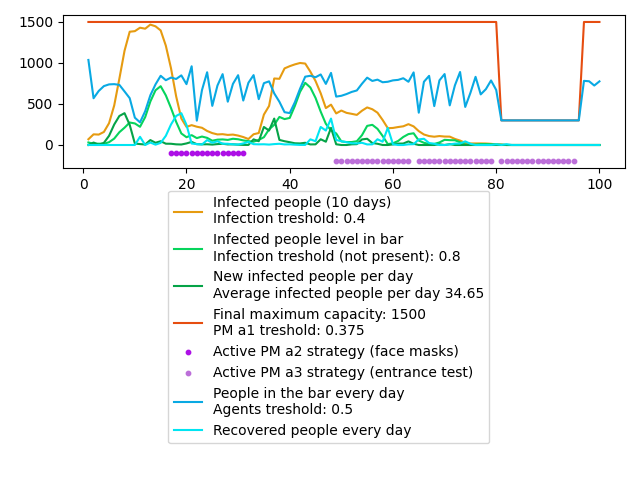 1500
1000
500
0
0
20
40
60
80
100
Infected people (10 days)
Infection treshold: 0.4
Infected people level in bar
Infection treshold (not present): 0.8
New infected people per day
Average infected people per day 34.65
Final maximum capacity: 1500
PM a1 treshold: 0.375
Active PM a2 strategy (face masks)
Active PM a3 strategy (entrance test)
People in the bar every day
Agents treshold: 0.5
Recovered people every day